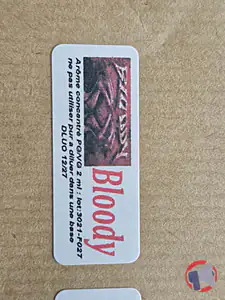 Bloody
Arôme concentré PG/VG 2 ml : lot:3021-F027
ne pas utiliser pur a diluer dans une base
DLUO 12/27